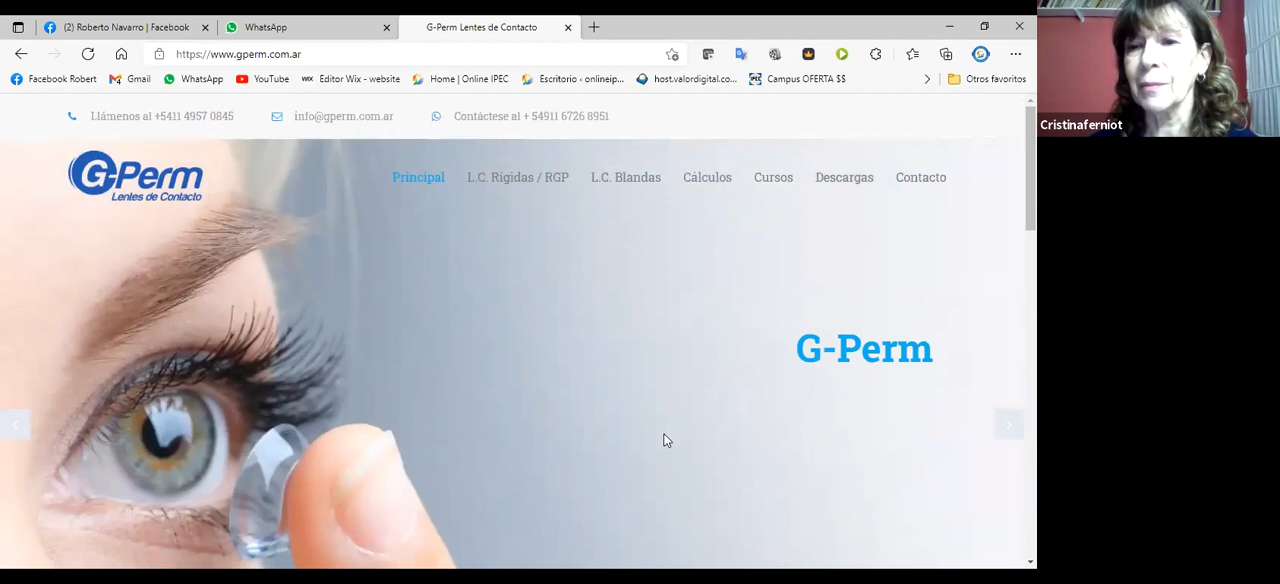 (2) Roberto Navarro | Facebook
WhatsApp
G-Perm Lentes de Contacto
https://www.gperm.com.ar
Facebook Robert
Gmail
WhatsApp
YouTube
WiX Editor Wix - website
Home | Online IPEC
Escritorio ‹ onlineip...
host.valordigital.co...
Campus OFERTA $$
Otros favoritos
Llámenos al +5411 4957 0845
info@gperm.com.ar
Contáctese al + 54911 6726 8951
G-Perm
Lentes de Contacto
Principal
L.C. Rígidas / RGP
L.C. Blandas
Cálculos
Cursos
Descargas
Contacto
G-Perm
Cristinaferniot